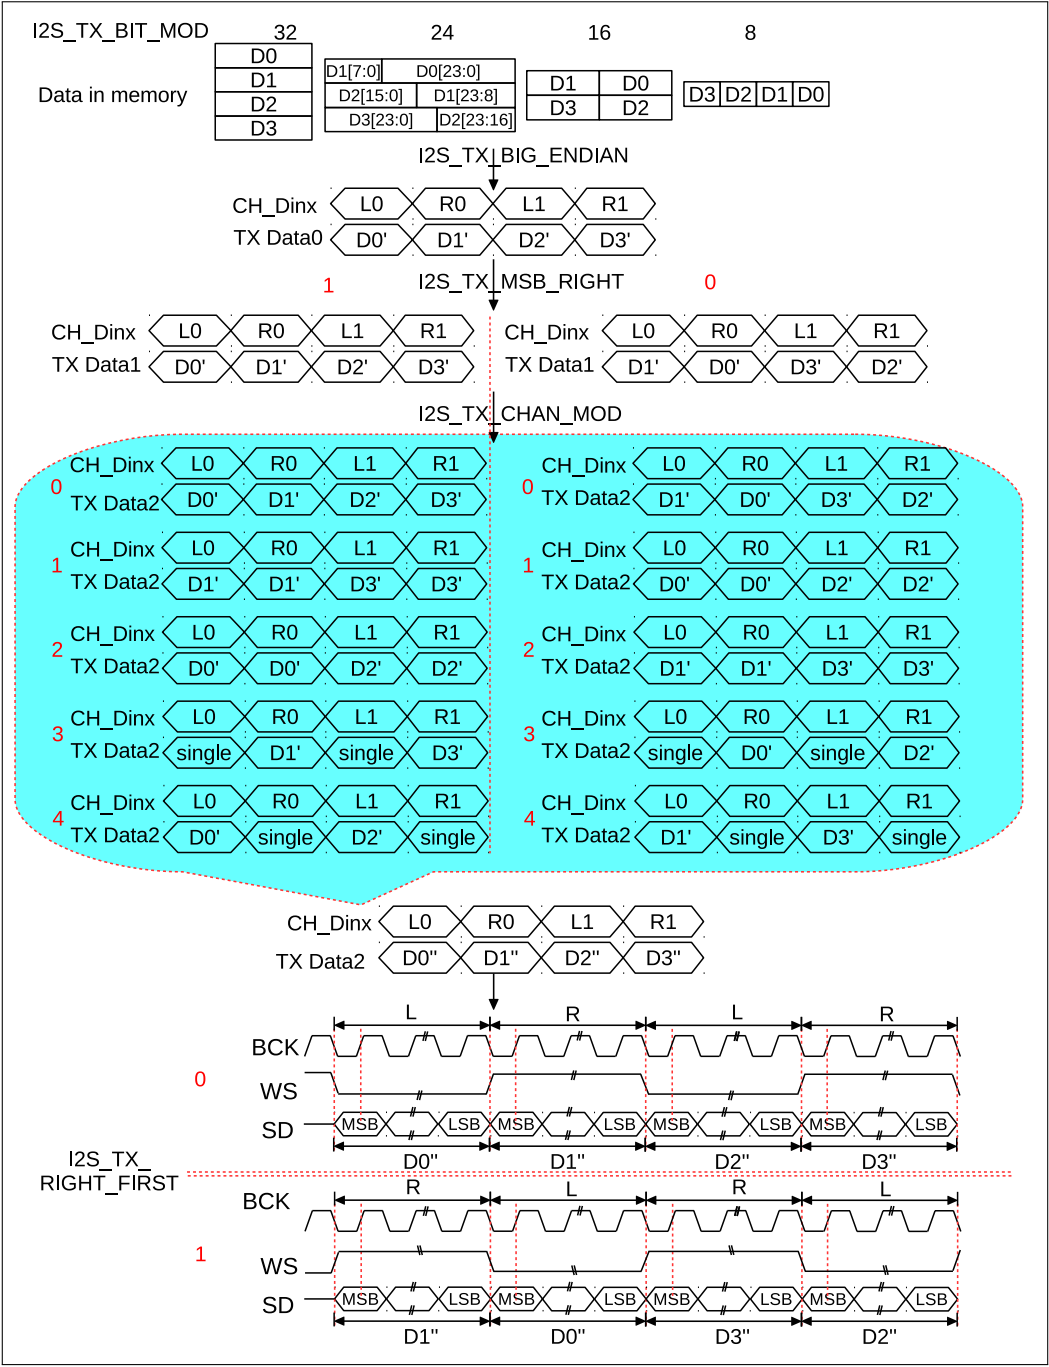 I2S_TX_BIT_MOD 32 24 16 8
Data in memory
D0
D1
D2
D3
D1[7:0] D0[23:0]
D2[15:0] D1[23:8]
D3[23:0] D2[23:16]
D1 D0
D3 D2
D3 D2 D1 D0
I2S_TX_BIG_ENDIAN
CH_Dinx L0 R0 L1 R1
TX Data0 D0' D1' D2' D3'
1 I2S_TX_MSB_RIGHT 0
CH_Dinx L0 R0 L1 R1 CH_Dinx L0 R0 L1 R1
TX Data1 D0' D1' D2' D3' TX Data1 D1' D0' D3' D2'
I2S_TX_CHAN_MOD
CH_Dinx L0 R0 L1 R1 CH_Dinx L0 R0 L1 R1
0 0
TX Data2 D0' D1' D2' D3' TX Data2 D1' D0' D3' D2'
CH_Dinx L0 R0 L1 R1 CH_Dinx L0 R0 L1 R1
1 1
TX Data2 D1' D1' D3' D3' TX Data2 D0' D0' D2' D2'
CH_Dinx L0 R0 L1 R1 CH_Dinx L0 R0 L1 R1
2 2
TX Data2 D0' D0' D2' D2' TX Data2 D1' D1' D3' D3'
CH_Dinx L0 R0 L1 R1 CH_Dinx L0 R0 L1 R1
3 3
TX Data2 single D1' single D3' TX Data2 single D0' single D2'
CH_Dinx L0 R0 L1 R1 CH_Dinx L0 R0 L1 R1
4 4
TX Data2 D0' single D2' single TX Data2 D1' single D3' single
CH_Dinx L0 R0 L1 R1
TX Data2 D0'' D1'' D2'' D3''
L R L R
BCK
0
WS
SD MSB LSB MSB LSB MSB LSB MSB LSB
D0'' D1'' D2'' D3''
I2S_TX_
RIGHT_FIRST
R L R L
BCK
1
WS
SD MSB LSB MSB LSB MSB LSB MSB LSB
D1'' D0'' D3'' D2''